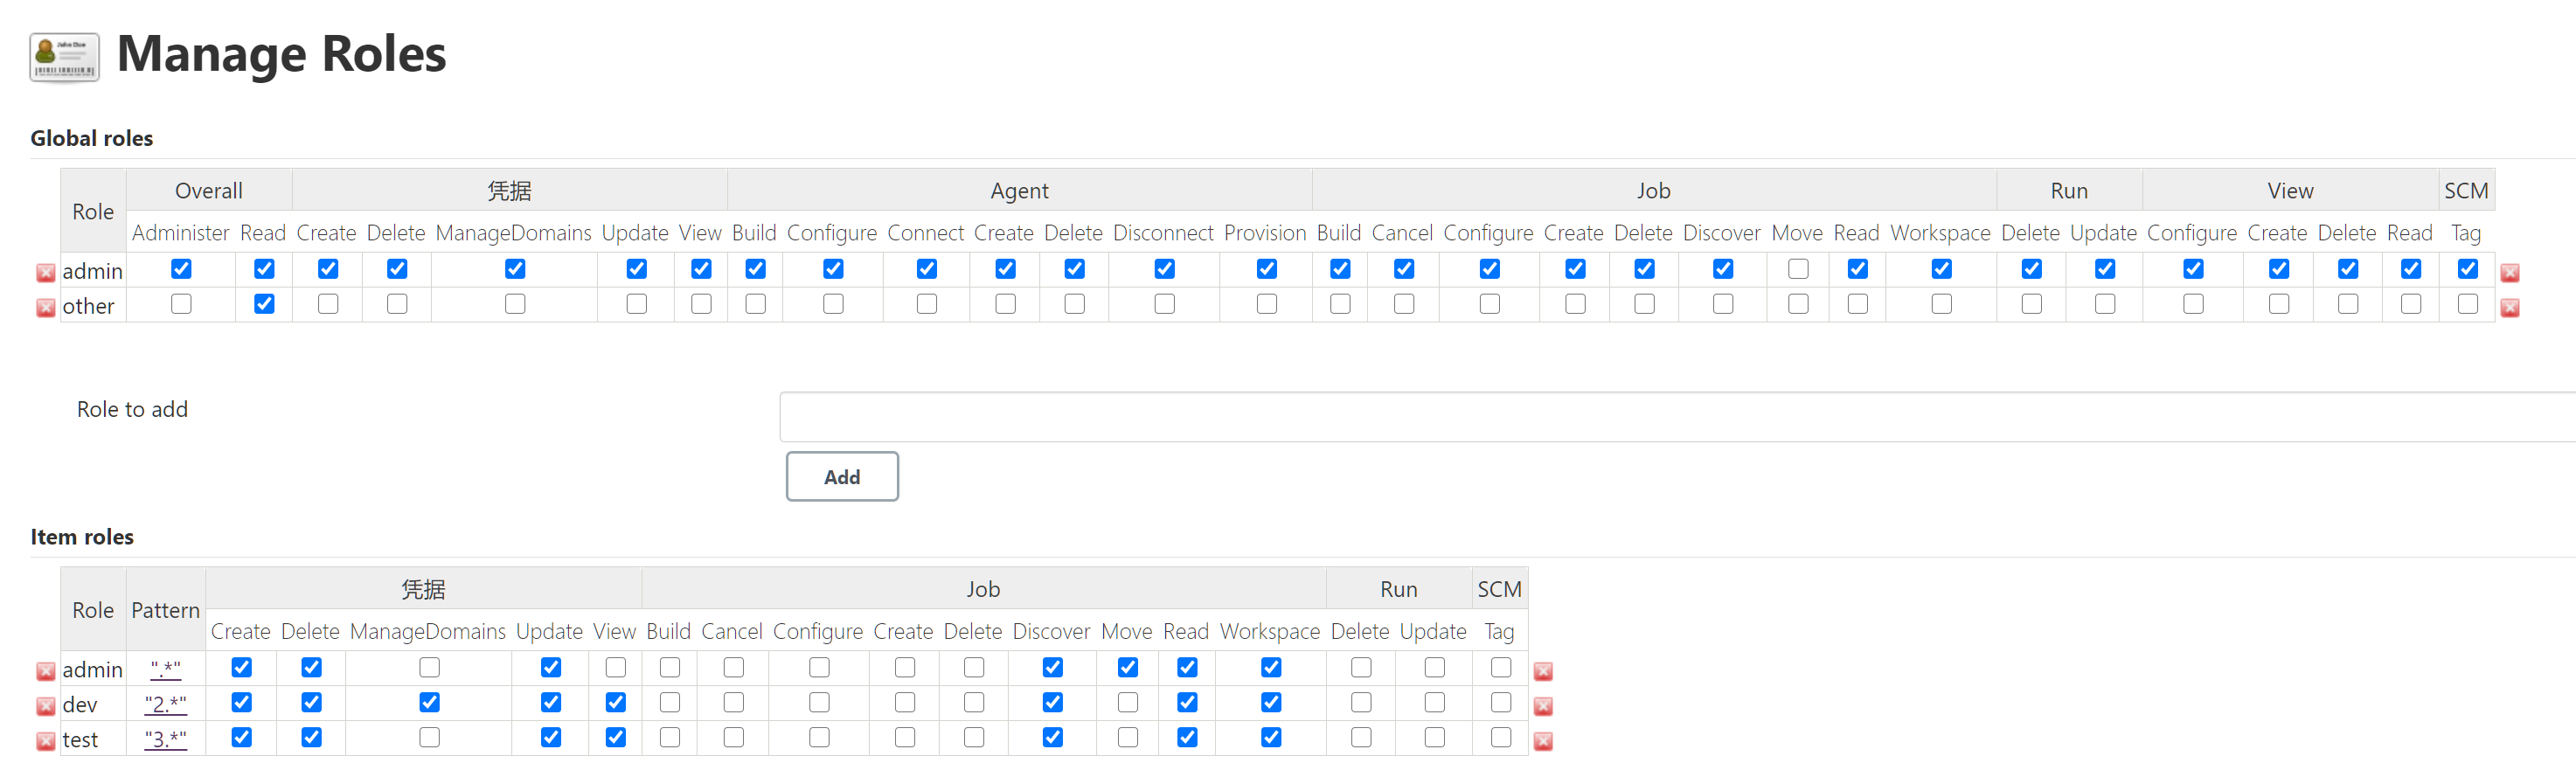 John Doe
Manage Roles
Global roles
Role Overall 凭据 Agent Job Run View SCM
Administer Read Create Delete ManageDomains Update View Build Configure Connect Create Delete Disconnect Provision Build Cancel Configure Create Delete Discover Move Read Workspace Delete Update Configure Create Delete Read Tag
admin
other
Role to add
Add
Item roles
Role Pattern 凭据 Job Run SCM
Create Delete ManageDomains Update View Build Cancel Configure Create Delete Discover Move Read Workspace Delete Update Tag
admin ".*"
dev "2.*"
test "3.*"